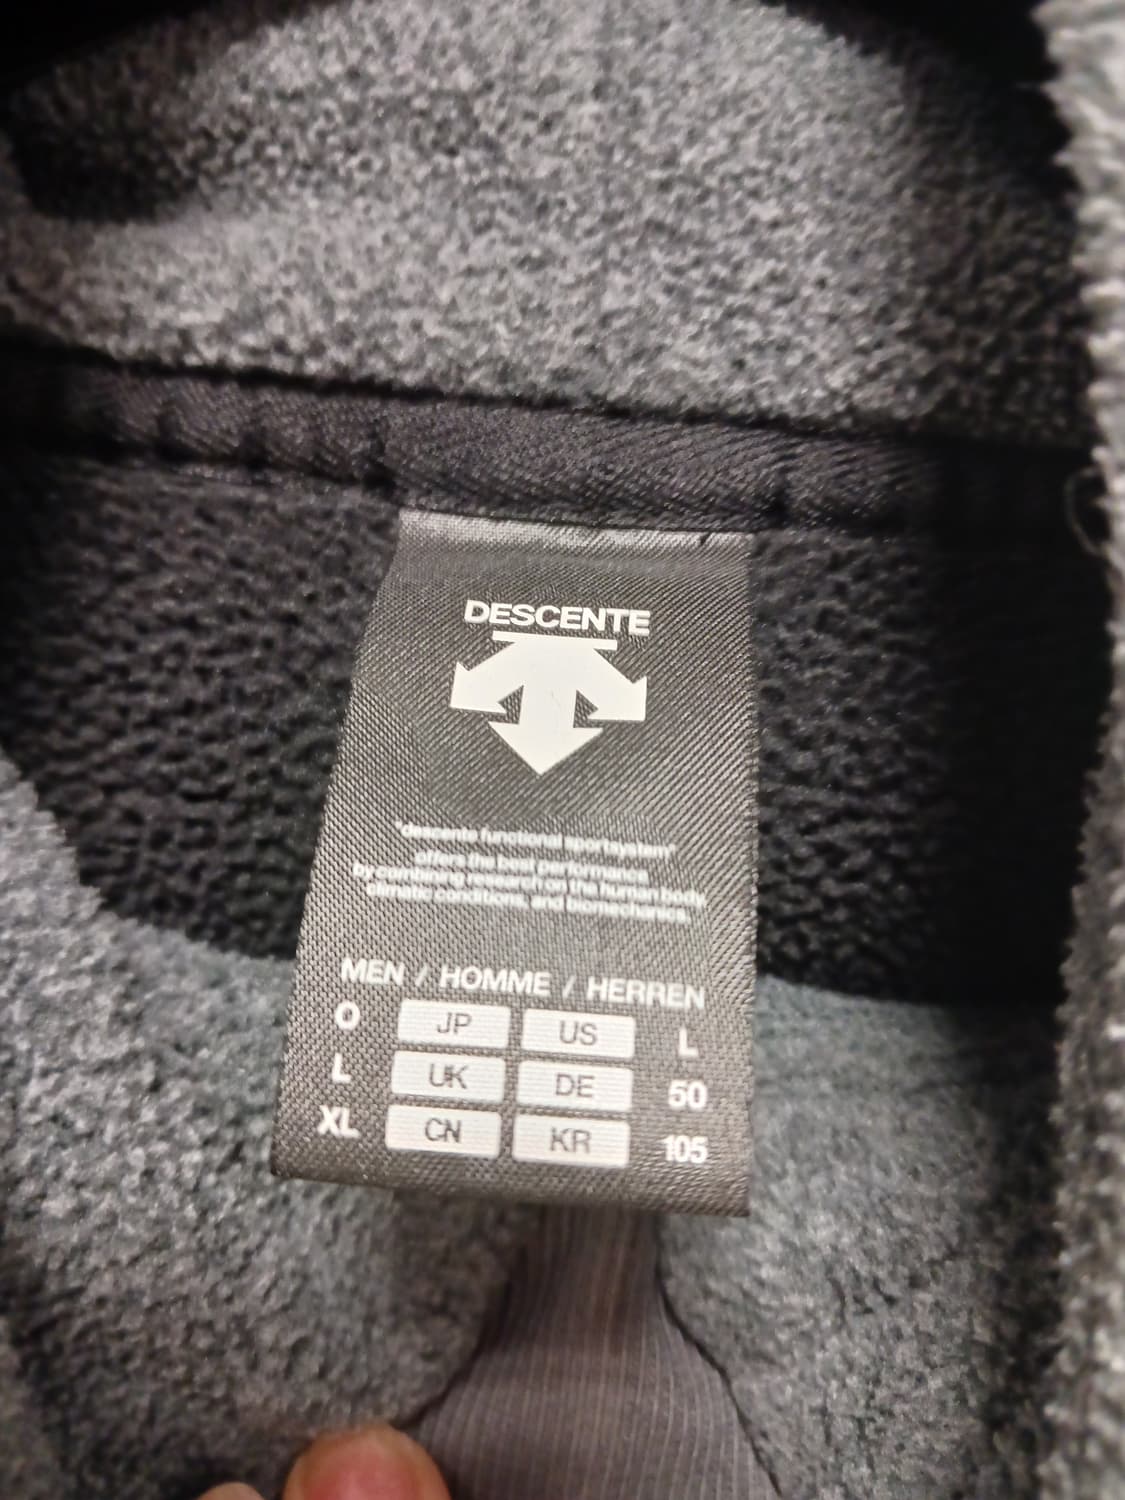 DESCENTE
"descente functional sportsystem"
offers the best performance,
by combining research on the human body
climatic conditions, and biomechanics.
MEN / HOMME / HERREN
O JP US L
L UK DE 50
XL CN KR 105